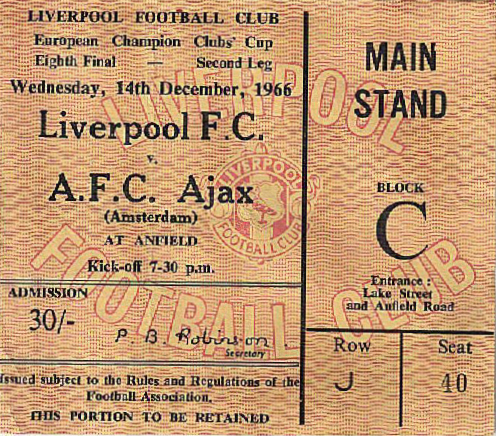 LIVERPOOL FOOTBALL CLUB
European Champion Clubs' Cup
Eighth Final — Second Leg
Wednesday, 14th December, 1966
Liverpool F.C.
v.
A.F.C. Ajax
(Amsterdam)
AT ANFIELD
Kick-off 7-30 p.m.
ADMISSION
30/-
P. B. Robinson.
Secretary
issued subject to the Rules and Regulations of the
Football Association.
THIS PORTION TO BE RETAINED
MAIN
STAND
BLOCK
C
Entrance :
Lake Street
and Anfield Road
Row
J
Seat
40
LIVERPOOL
FOOTBALL CLUB
LIVERPOOL
FOOTBALL CLUB